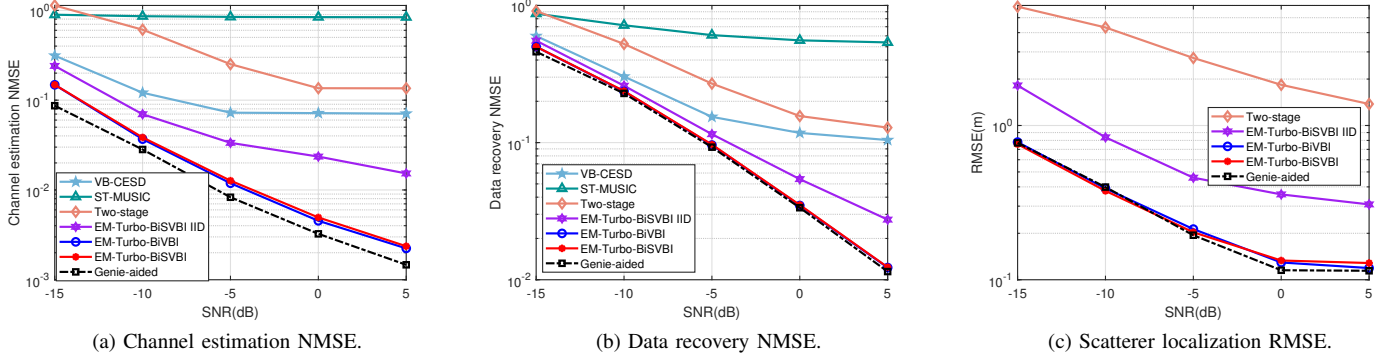 Channel estimation NMSE
10^0
10^-1
10^-2
10^-3
VB-CESD
ST-MUSIC
Two-stage
EM-Turbo-BiSVBI IID
EM-Turbo-BiVBI
EM-Turbo-BiSVBI
Genie-aided
-15 -10 -5 0 5
SNR(dB)
(a) Channel estimation NMSE.
Data recovery NMSE
10^0
10^-1
10^-2
VB-CESD
ST-MUSIC
Two-stage
EM-Turbo-BiSVBI IID
EM-Turbo-BiVBI
EM-Turbo-BiSVBI
Genie-aided
-15 -10 -5 0 5
SNR(dB)
(b) Data recovery NMSE.
RMSE(m)
10^0
10^-1
Two-stage
EM-Turbo-BiSVBI IID
EM-Turbo-BiVBI
EM-Turbo-BiSVBI
Genie-aided
-15 -10 -5 0 5
SNR(dB)
(c) Scatterer localization RMSE.